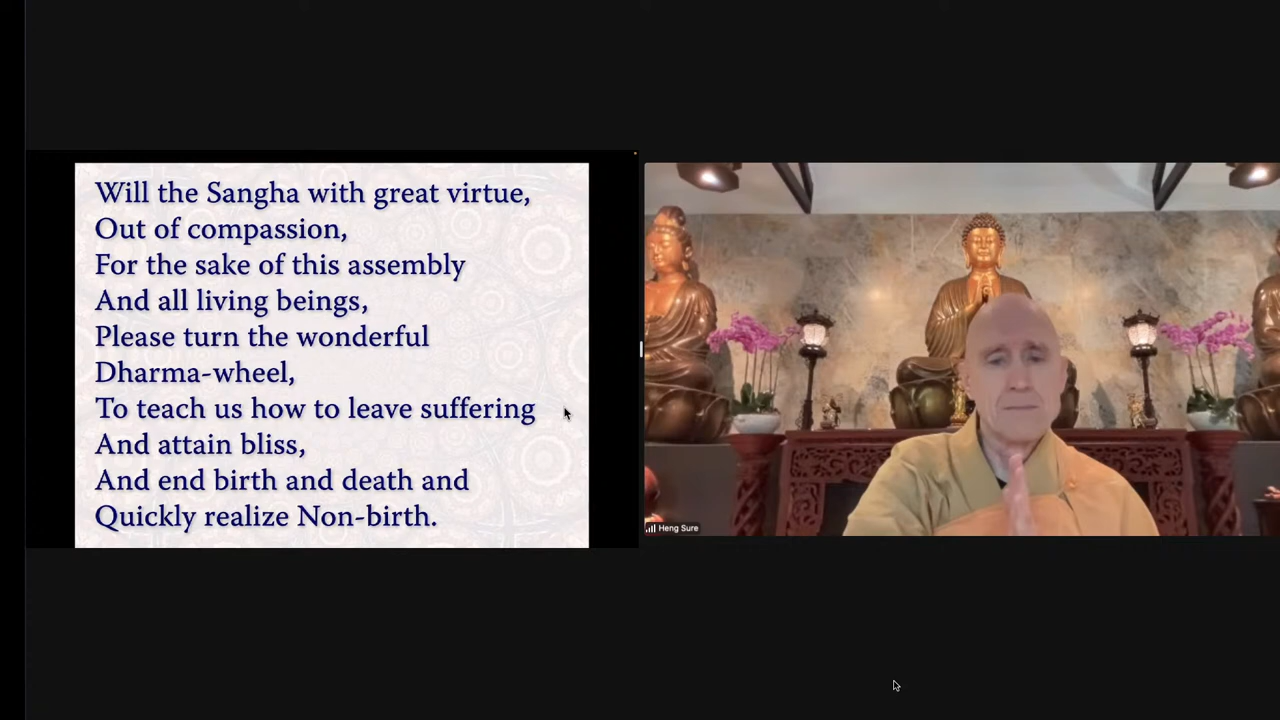 Will the Sangha with great virtue,
Out of compassion,
For the sake of this assembly
And all living beings,
Please turn the wonderful
Dharma-wheel,
To teach us how to leave suffering
And attain bliss,
And end birth and death and
Quickly realize Non-birth.
Heng Sure